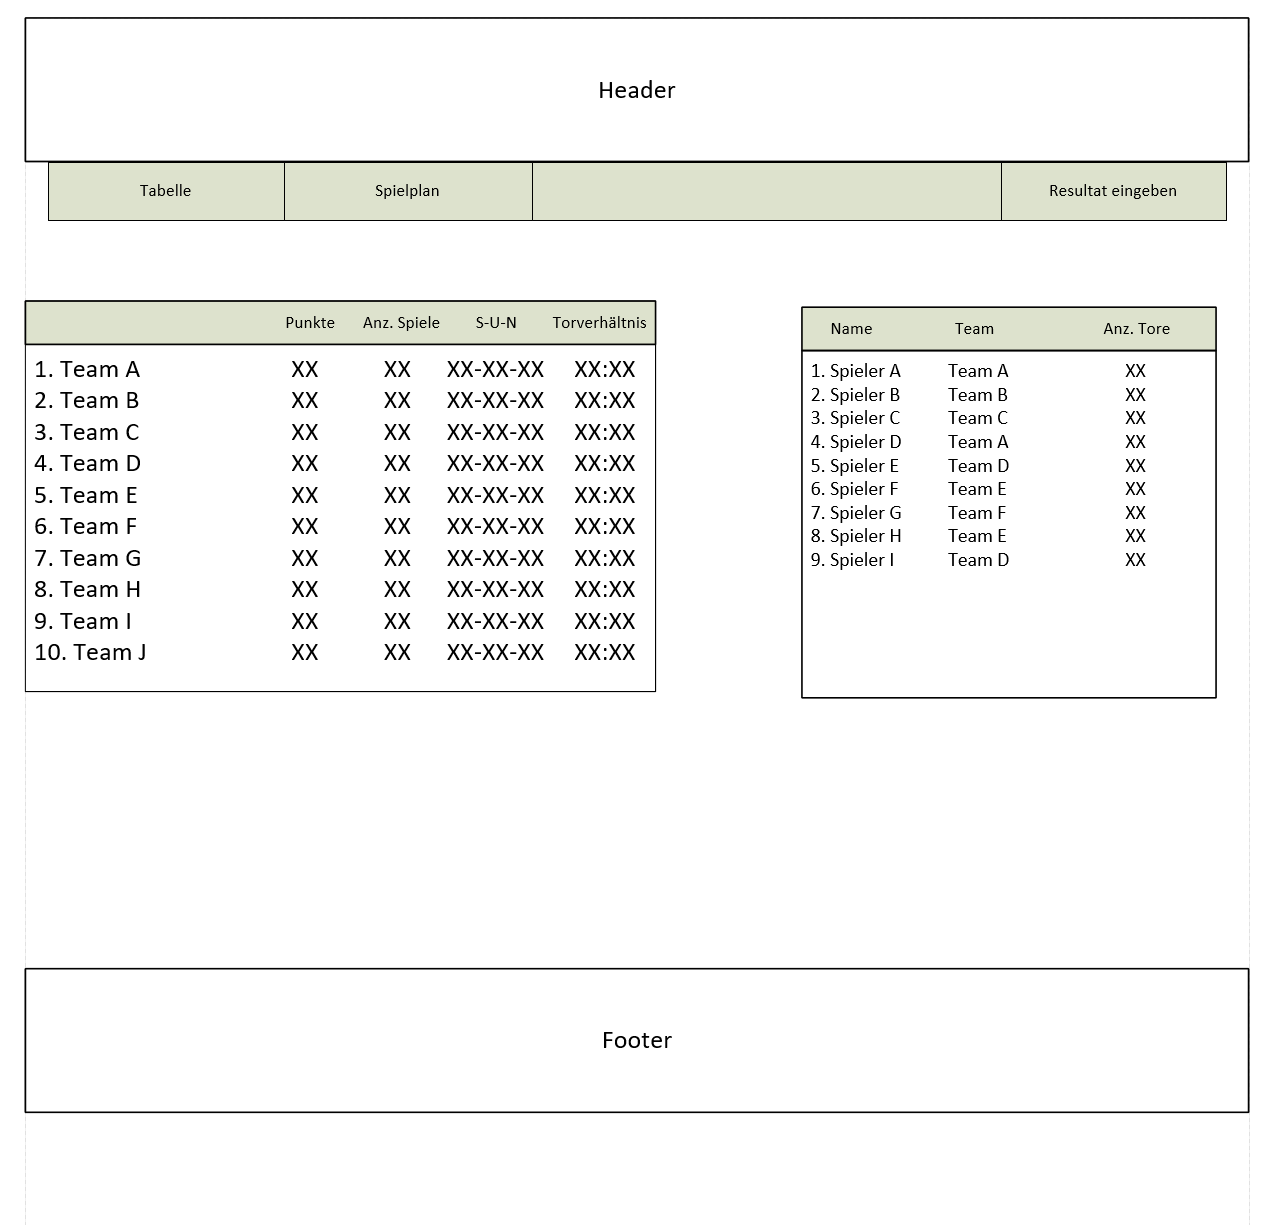 Header
Tabelle Spielplan Resultat eingeben
Punkte Anz. Spiele S-U-N Torverhältnis
1. Team A XX XX XX-XX-XX XX:XX
2. Team B XX XX XX-XX-XX XX:XX
3. Team C XX XX XX-XX-XX XX:XX
4. Team D XX XX XX-XX-XX XX:XX
5. Team E XX XX XX-XX-XX XX:XX
6. Team F XX XX XX-XX-XX XX:XX
7. Team G XX XX XX-XX-XX XX:XX
8. Team H XX XX XX-XX-XX XX:XX
9. Team I XX XX XX-XX-XX XX:XX
10. Team J XX XX XX-XX-XX XX:XX
Name Team Anz. Tore
1. Spieler A Team A XX
2. Spieler B Team B XX
3. Spieler C Team C XX
4. Spieler D Team A XX
5. Spieler E Team D XX
6. Spieler F Team E XX
7. Spieler G Team F XX
8. Spieler H Team E XX
9. Spieler I Team D XX
Footer